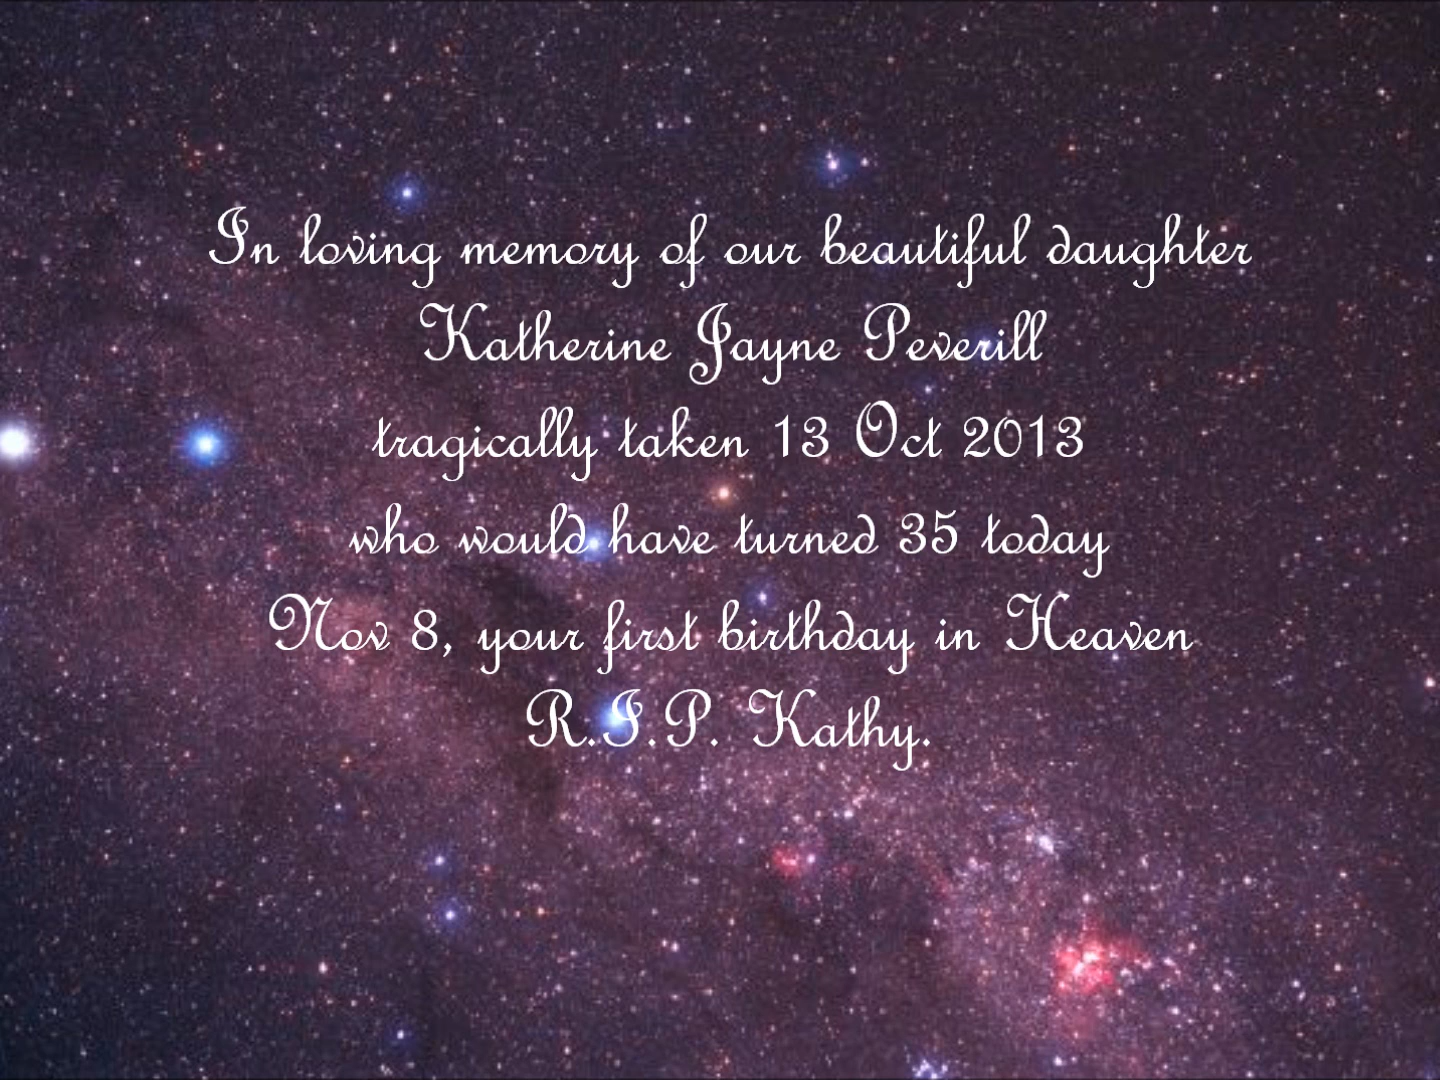 In loving memory of our beautiful daughter
Katherine Jayne Peverill
tragically taken 13 Oct 2013
who would have turned 35 today
Nov 8, your first birthday in Heaven
R.I.P. Kathy.